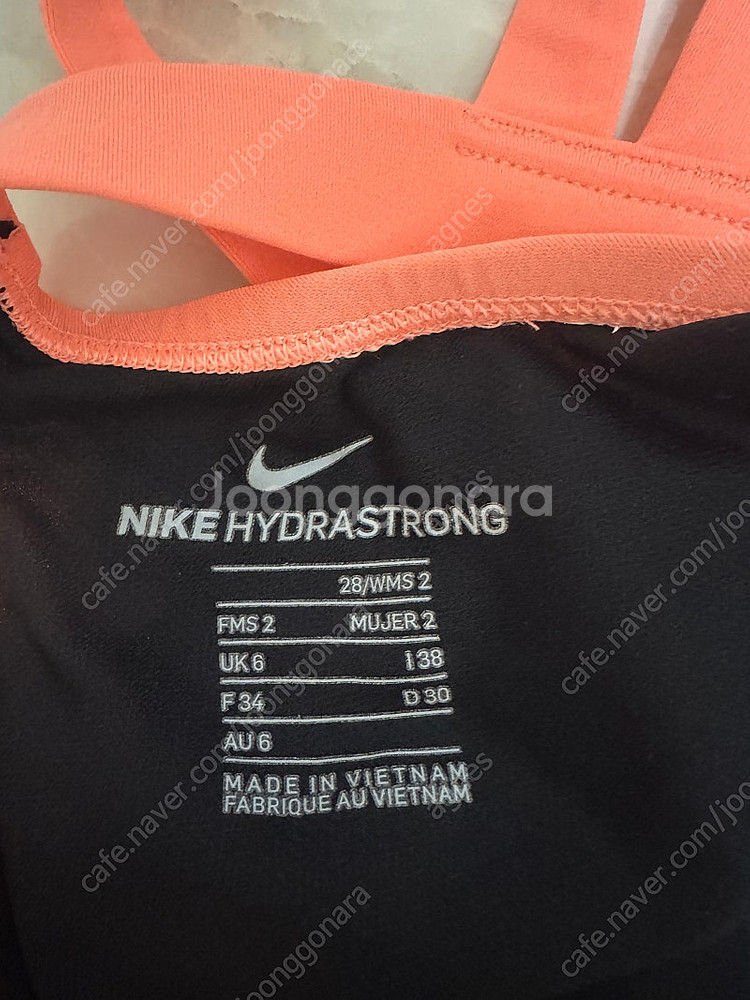 Joonggonara
NIKE HYDRASTRONG
28/WMS 2
FMS 2 MUJER 2
UK 6 I 38
F 34 D 30
AU 6
MADE IN VIETNAM
FABRIQUE AU VIETNAM
cafe.naver.com/joonggonara
agnes